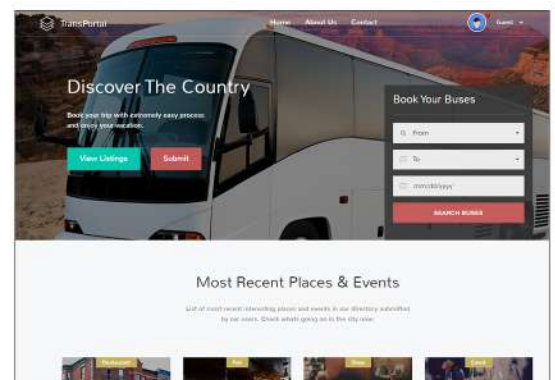 TransPortal
Home About Us Contact
Guest
Discover The Country
Book your trip with extremely easy process
and enjoy your vacation.
View Listings Submit
Book Your Buses
From
To
mm/dd/yyyy
SEARCH BUSES
Most Recent Places & Events
List of most recent interesting places and events in our directory submitted
by our users. Check whats going on in the city now.
Restaurant Pub Shop Event